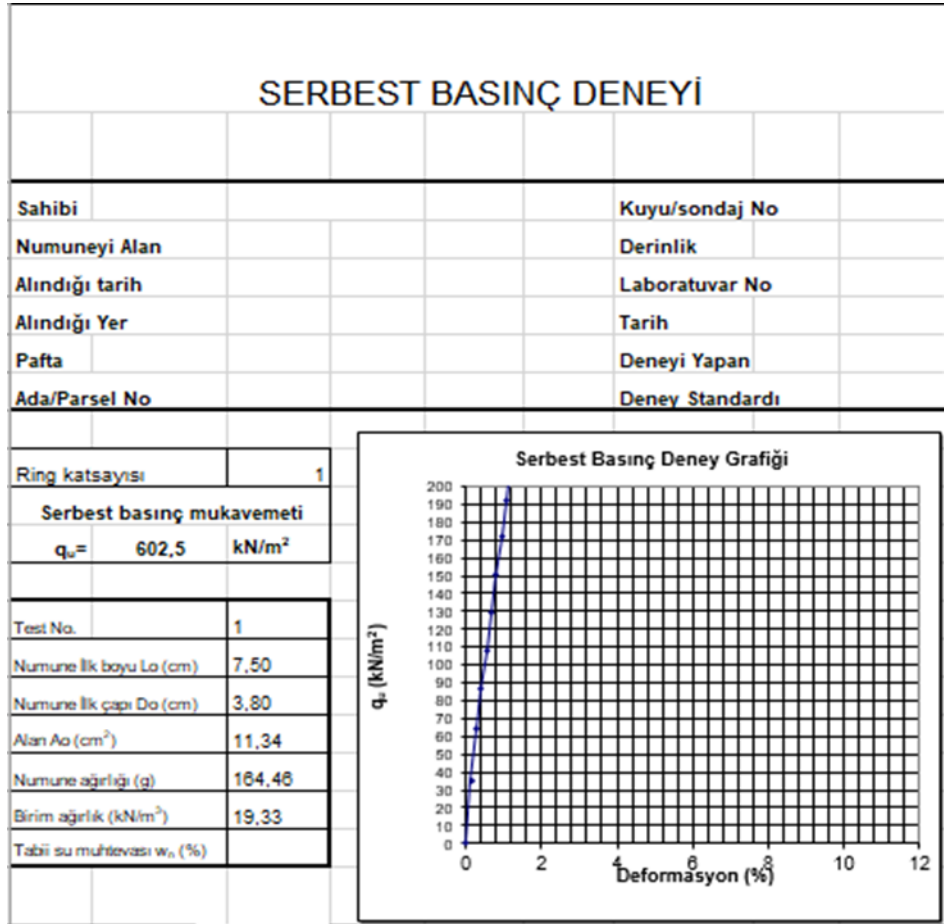 SERBEST BASINÇ DENEYİ
Sahibi Kuyu/sondaj No
Numuneyi Alan Derinlik
Alındığı tarih Laboratuvar No
Alındığı Yer Tarih
Pafta Deneyi Yapan
Ada/Parsel No Deney Standardı
Ring katsayısı 1
Serbest basınç mukavemeti
qᵤ= 602,5 kN/m²
Test No. 1
Numune İlk boyu Lo (cm) 7,50
Numune İlk çapı Do (cm) 3,80
Alan Ao (cm²) 11,34
Numune ağırlığı (g) 164,46
Birim ağırlık (kN/m³) 19,33
Tabii su muhtevası wₙ (%)
Serbest Basınç Deney Grafiği
qᵤ (kN/m²)
200
190
180
170
160
150
140
130
120
110
100
90
80
70
60
50
40
30
20
10
0
0 2 4 6 8 10 12
Deformasyon (%)